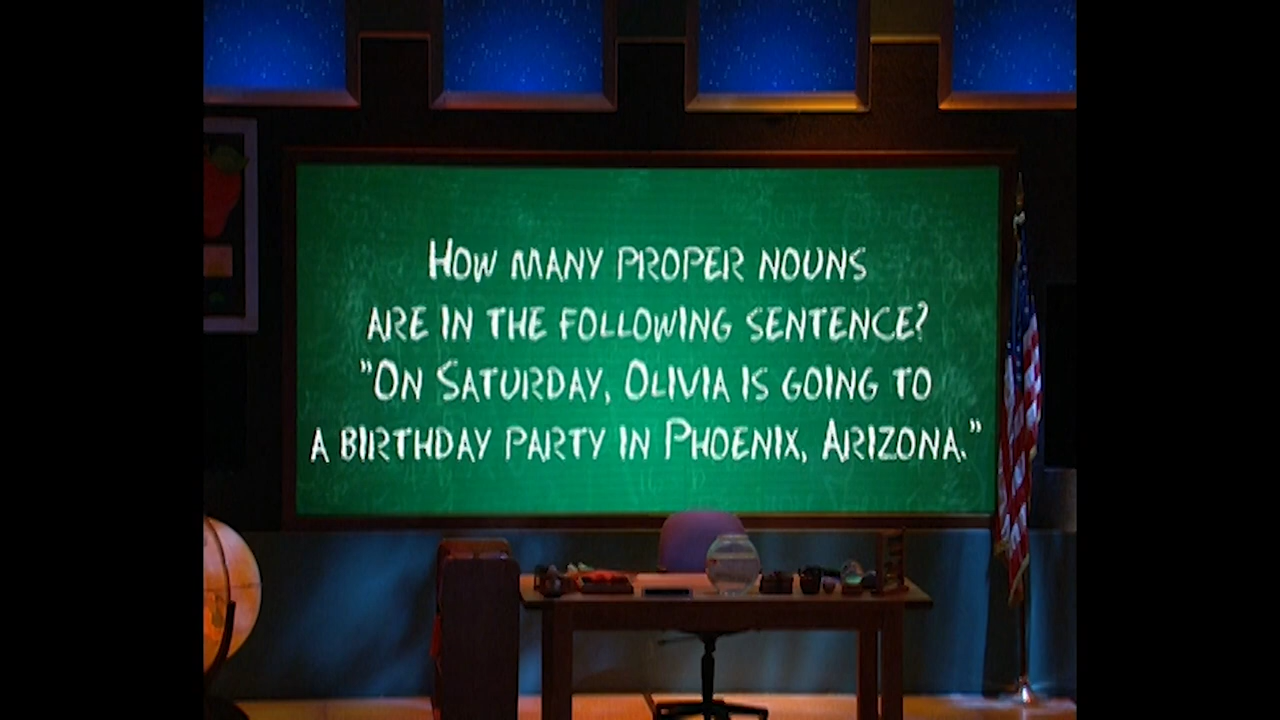 How many proper nouns
are in the following sentence?
"On Saturday, Olivia is going to
a birthday party in Phoenix, Arizona."